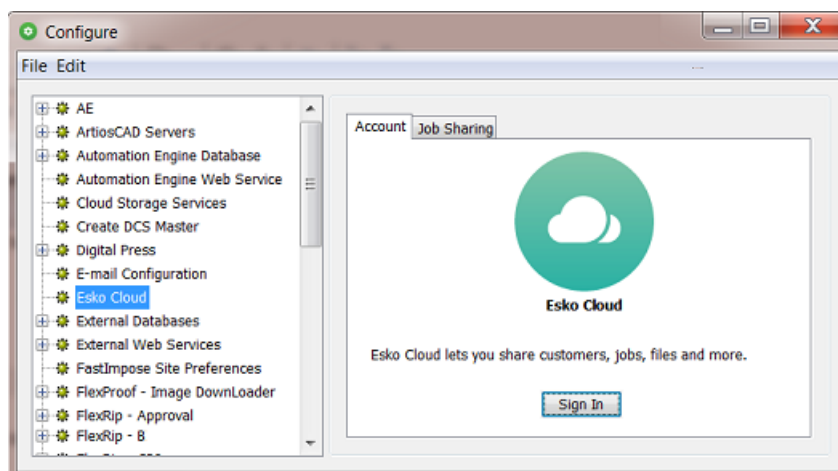 Configure
File Edit
AE
ArtiosCAD Servers
Automation Engine Database
Automation Engine Web Service
Cloud Storage Services
Create DCS Master
Digital Press
E-mail Configuration
Esko Cloud
External Databases
External Web Services
FastImpose Site Preferences
FlexProof - Image DownLoader
FlexRip - Approval
FlexRip - B
Account Job Sharing
Esko Cloud
Esko Cloud lets you share customers, jobs, files and more.
Sign In